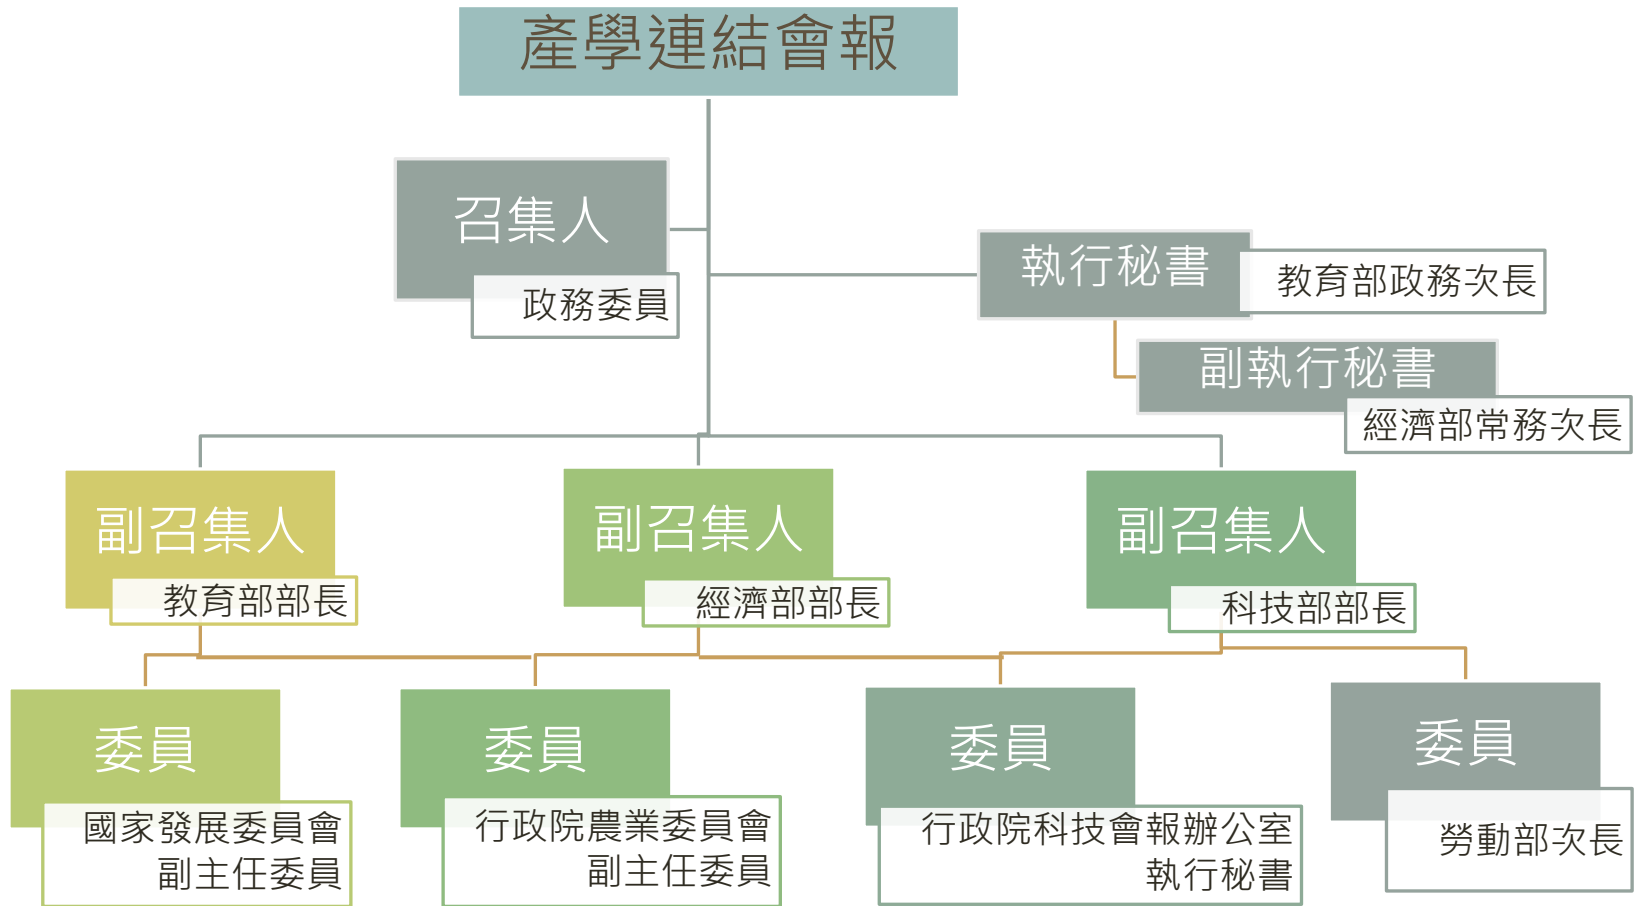 產學連結會報
召集人
政務委員
執行秘書
教育部政務次長
副執行秘書
經濟部常務次長
副召集人
教育部部長
副召集人
經濟部部長
副召集人
科技部部長
委員
國家發展委員會
副主任委員
委員
行政院農業委員會
副主任委員
委員
行政院科技會報辦公室
執行秘書
委員
勞動部次長